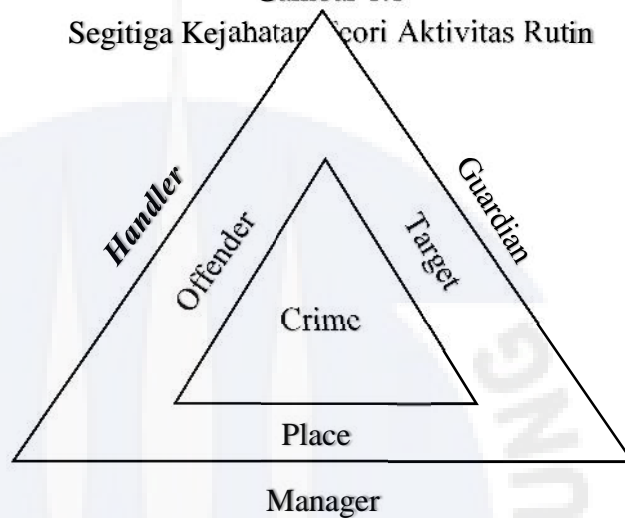 Segitiga Kejahatan Teori Aktivitas Rutin
Handler
Guardian
Offender
Target
Crime
Place
Manager